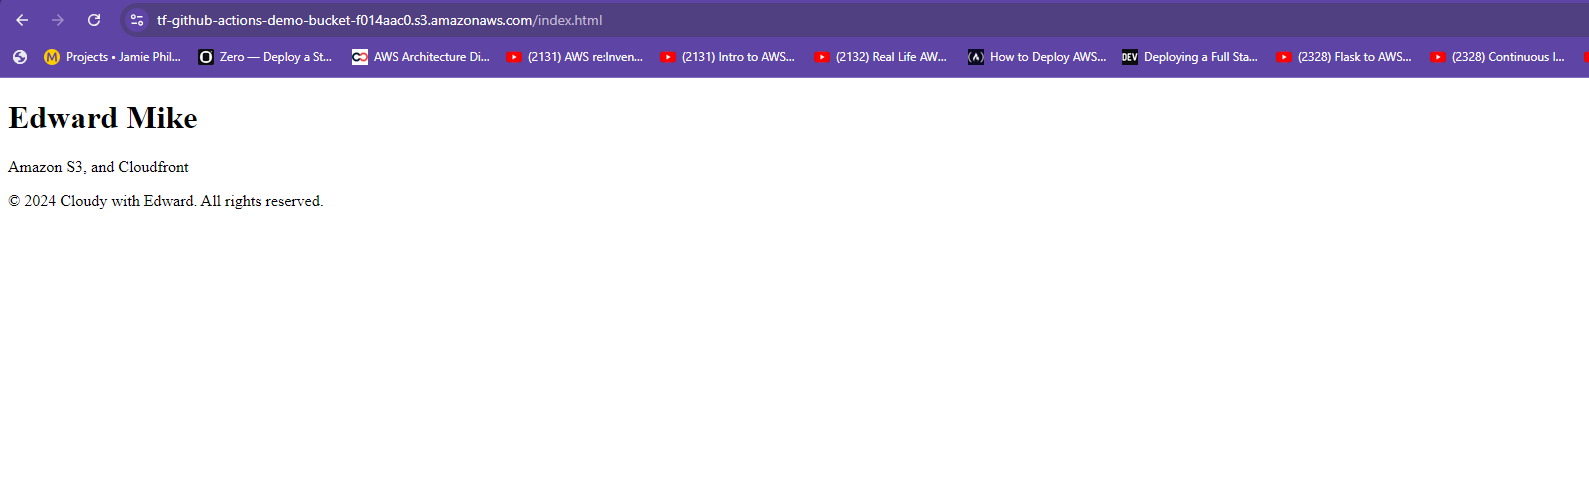 tf-github-actions-demo-bucket-f014aac0.s3.amazonaws.com/index.html
M Projects • Jamie Phil... Zero — Deploy a St... AWS Architecture Di... (2131) AWS re:Inven... (2131) Intro to AWS... (2132) Real Life AW... How to Deploy AWS... DEV Deploying a Full Sta... (2328) Flask to AWS... (2328) Continuous I...
Edward Mike
Amazon S3, and Cloudfront
© 2024 Cloudy with Edward. All rights reserved.